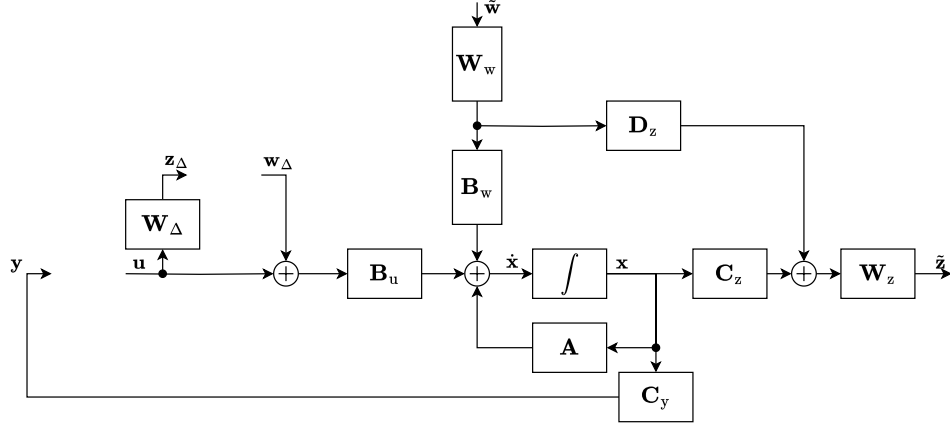 w̃
W_w
D_z
z_Δ
w_Δ
B_w
W_Δ
y
u
B_u
ẋ
∫
x
C_z
W_z
z̃
A
C_y